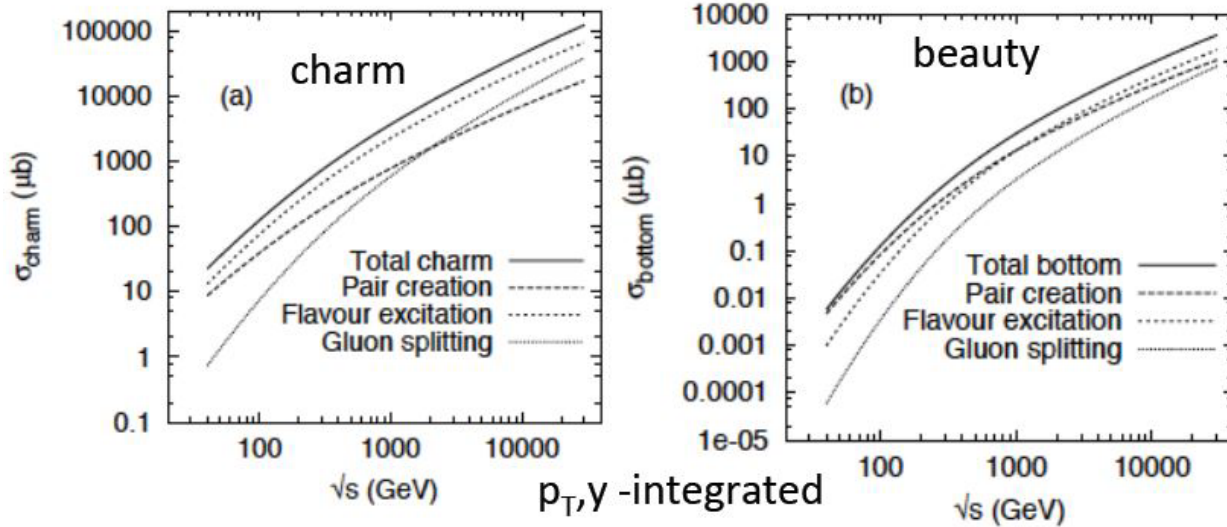 charm
(a)
σcharm (μb)
100000
10000
1000
100
10
1
0.1
Total charm
Pair creation
Flavour excitation
Gluon splitting
100
1000
10000
√s (GeV)
beauty
(b)
σbottom (μb)
10000
1000
100
10
1
0.1
0.01
0.001
0.0001
1e-05
Total bottom
Pair creation
Flavour excitation
Gluon splitting
100
1000
10000
√s (GeV)
pT,y -integrated